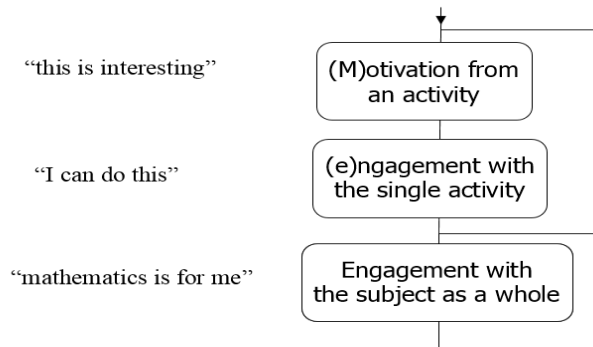 “this is interesting”
(M)otivation from
an activity
“I can do this”
(e)ngagement with
the single activity
“mathematics is for me”
Engagement with
the subject as a whole